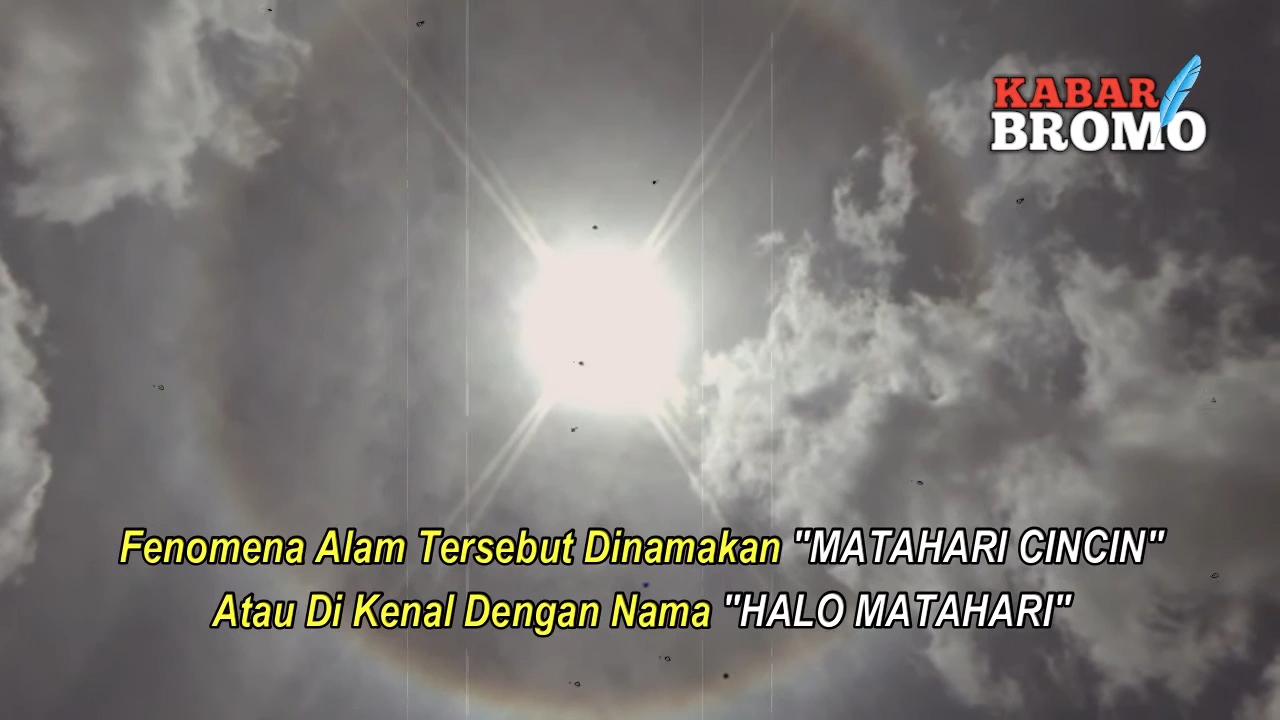 KABAR
BROMO
Fenomena Alam Tersebut Dinamakan "MATAHARI CINCIN"
Atau Di Kenal Dengan Nama "HALO MATAHARI"